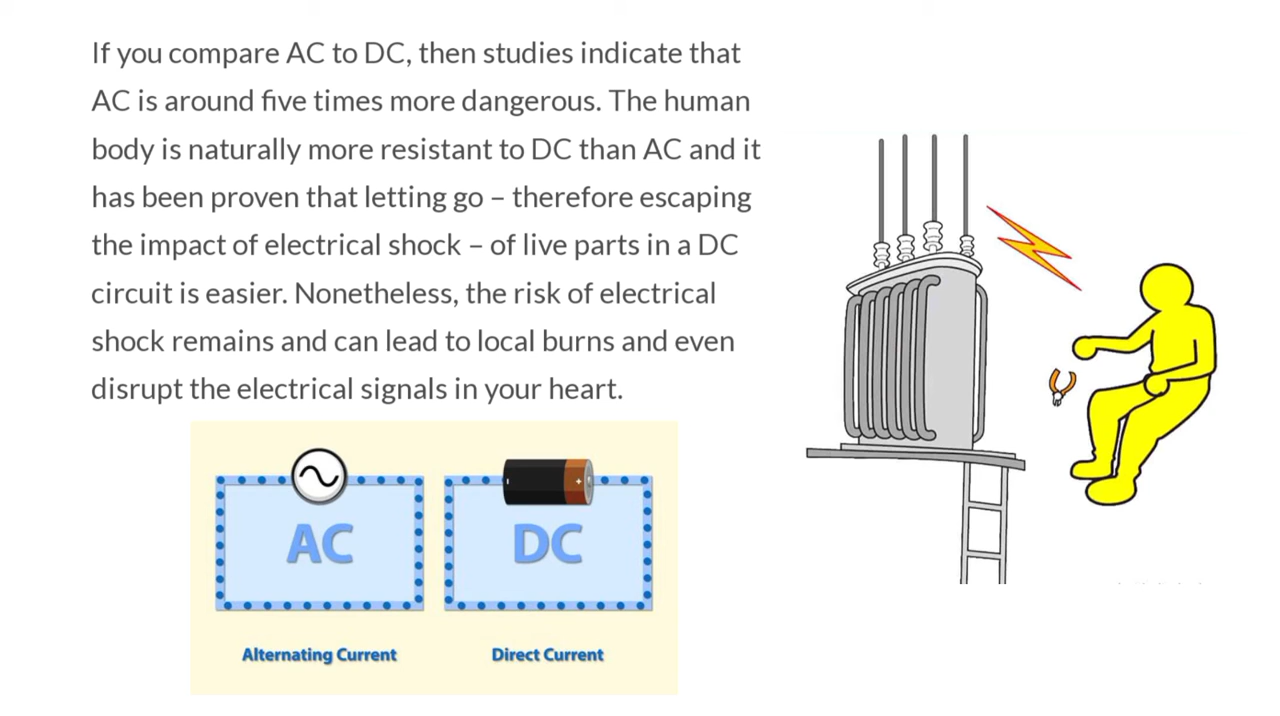 If you compare AC to DC, then studies indicate that
AC is around five times more dangerous. The human
body is naturally more resistant to DC than AC and it
has been proven that letting go – therefore escaping
the impact of electrical shock – of live parts in a DC
circuit is easier. Nonetheless, the risk of electrical
shock remains and can lead to local burns and even
disrupt the electrical signals in your heart.
AC
DC
Alternating Current
Direct Current